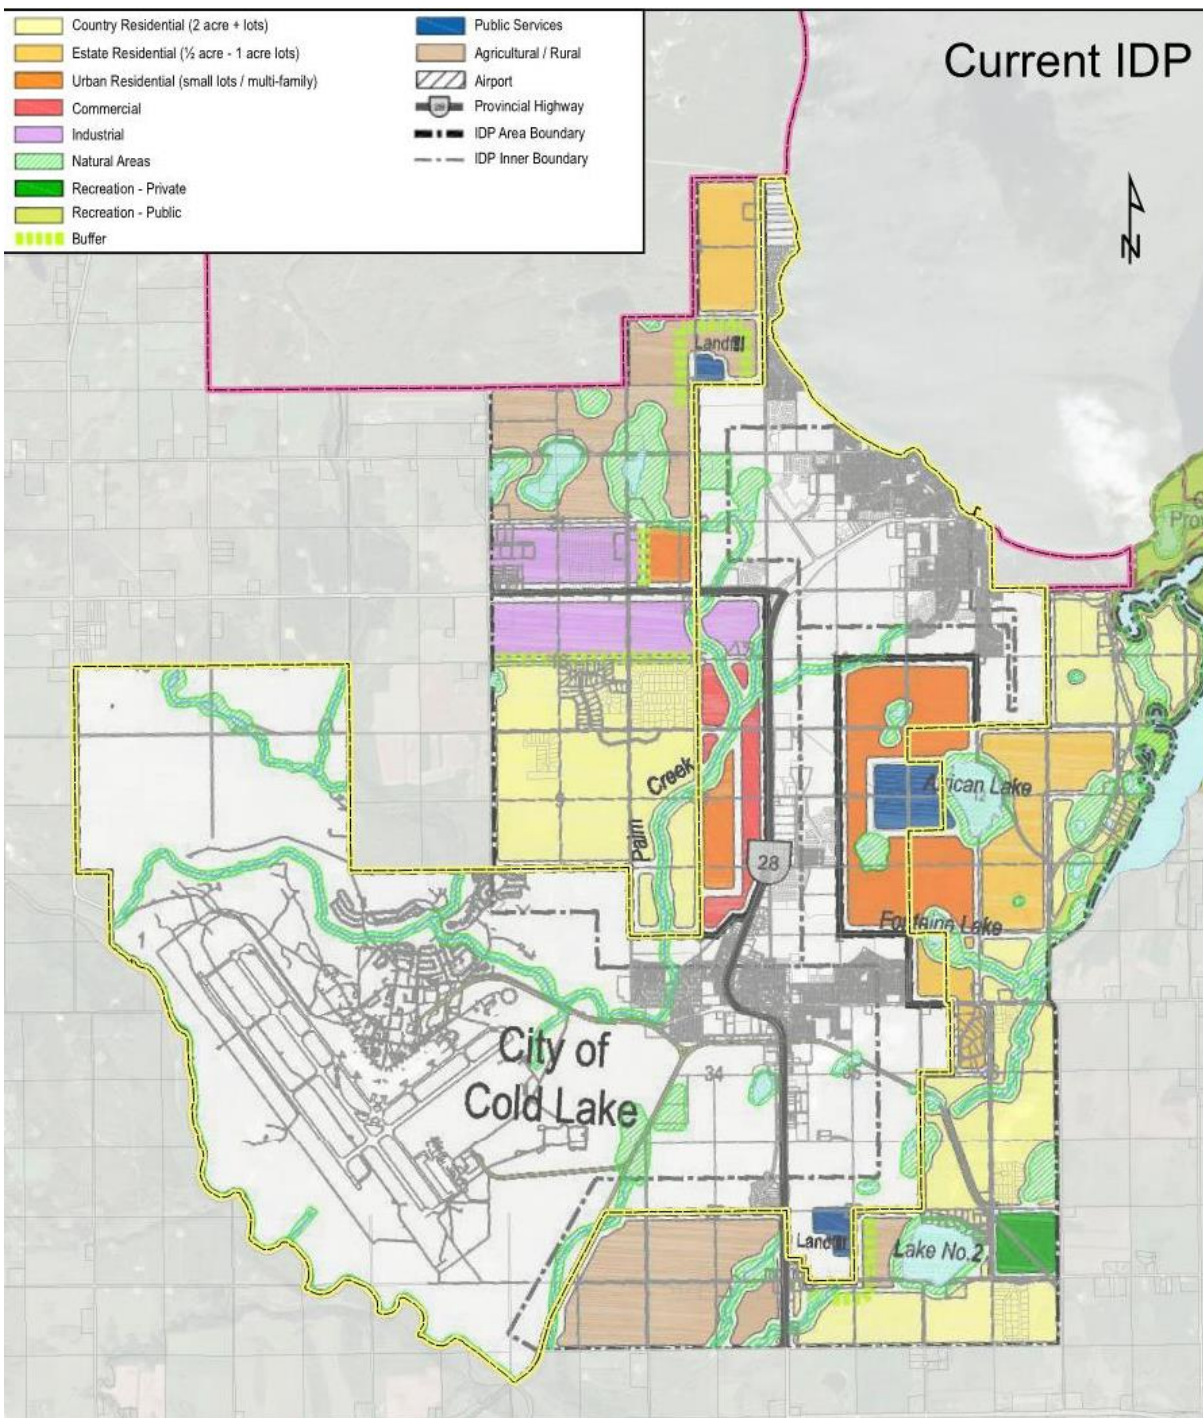 Country Residential (2 acre + lots)
Estate Residential (½ acre - 1 acre lots)
Urban Residential (small lots / multi-family)
Commercial
Industrial
Natural Areas
Recreation - Private
Recreation - Public
Buffer
Public Services
Agricultural / Rural
Airport
28
Provincial Highway
IDP Area Boundary
IDP Inner Boundary
Current IDP
N
Landfill
Creek
Palm
28
Lake
12
Lake
1
City of
Cold Lake
34
Landfill
Lake No.2